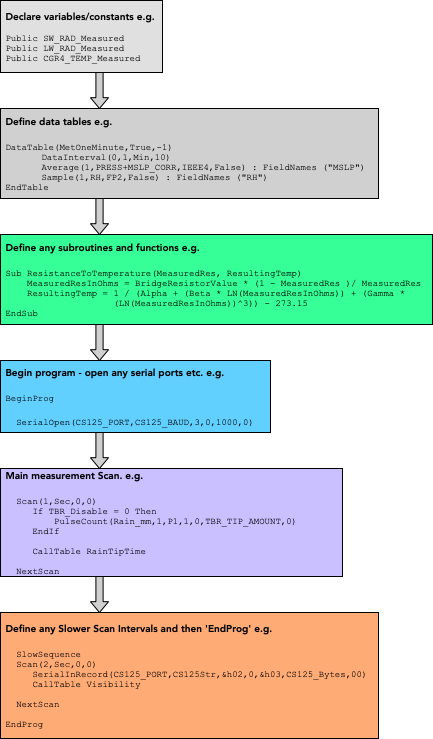 Declare variables/constants e.g.
Public SW_RAD_Measured
Public LW_RAD_Measured
Public CGR4_TEMP_Measured
Define data tables e.g.
DataTable(MetOneMinute,True,-1)
DataInterval(0,1,Min,10)
Average(1,PRESS+MSLP_CORR,IEEE4,False) : FieldNames ("MSLP")
Sample(1,RH,FP2,False) : FieldNames ("RH")
EndTable
Define any subroutines and functions e.g.
Sub ResistanceToTemperature(MeasuredRes, ResultingTemp)
MeasuredResInOhms = BridgeResistorValue * (1 - MeasuredRes )/ MeasuredRes
ResultingTemp = 1 / (Alpha + (Beta * LN(MeasuredResInOhms)) + (Gamma *
(LN(MeasuredResInOhms))^3)) - 273.15
EndSub
Begin program - open any serial ports etc. e.g.
BeginProg
SerialOpen(CS125_PORT,CS125_BAUD,3,0,1000,0)
Main measurement Scan. e.g.
Scan(1,Sec,0,0)
If TBR_Disable = 0 Then
PulseCount(Rain_mm,1,P1,1,0,TBR_TIP_AMOUNT,0)
EndIf
CallTable RainTipTime
NextScan
Define any Slower Scan Intervals and then 'EndProg' e.g.
SlowSequence
Scan(2,Sec,0,0)
SerialInRecord(CS125_PORT,CS125Str,&h02,0,&h03,CS125_Bytes,00)
CallTable Visibility
NextScan
EndProg